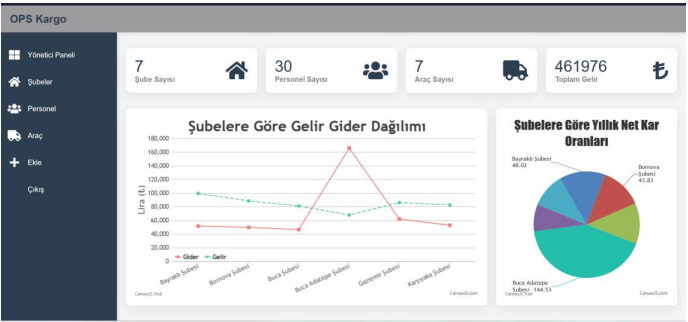 OPS Kargo
Yönetici Paneli
Şubeler
Personel
Araç
Ekle
Çıkış
7
Şube Sayısı
30
Personel Sayısı
7
Araç Sayısı
461976
Toplam Gelir
Şubelere Göre Gelir Gider Dağılımı
180,000
160,000
140,000
120,000
100,000
80,000
60,000
40,000
20,000
0
Lira (₺)
Gider Gelir
Bayraklı Şubesi
Bornova Şubesi
Buca Şubesi
Buca Adatepe Şubesi
Gaziemir Şubesi
Karşıyaka Şubesi
CanvasJS Trial
CanvasJS.com
Şubelere Göre Yıllık Net Kar
Oranları
Bayraklı Şubesi
48.02
Bornova
Şubesi
43.83
Buca Adatepe
Şubesi -144.53
CanvasJS Trial
CanvasJS.com